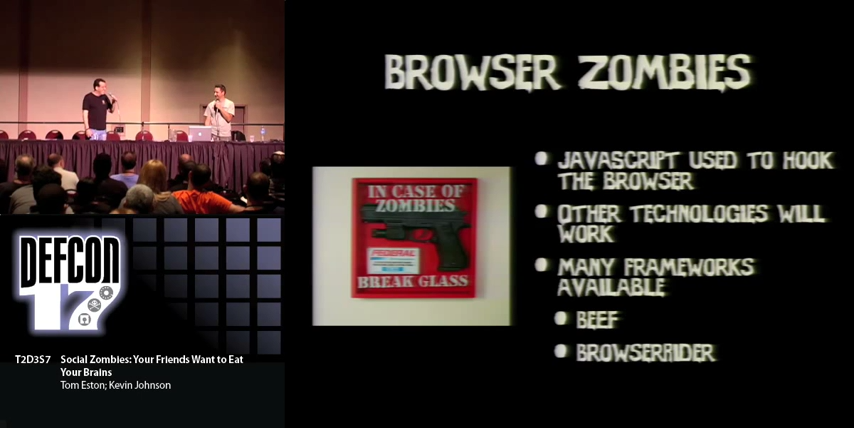 BROWSER ZOMBIES
IN CASE OF
ZOMBIES
FEDERAL
BREAK GLASS
JAVASCRIPT USED TO HOOK
THE BROWSER
OTHER TECHNOLOGIES WILL
WORK
MANY FRAMEWORKS
AVAILABLE
BEEF
BROWSERRIDER
DEFCON
17
T2D3S7 Social Zombies: Your Friends Want to Eat
Your Brains
Tom Eston; Kevin Johnson